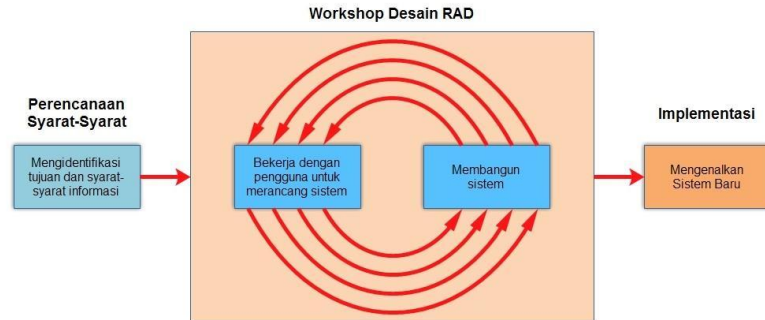 Workshop Desain RAD
Perencanaan
Syarat-Syarat
Mengidentifikasi
tujuan dan syarat-
syarat informasi
Bekerja dengan
pengguna untuk
merancang sistem
Membangun
sistem
Implementasi
Mengenalkan
Sistem Baru